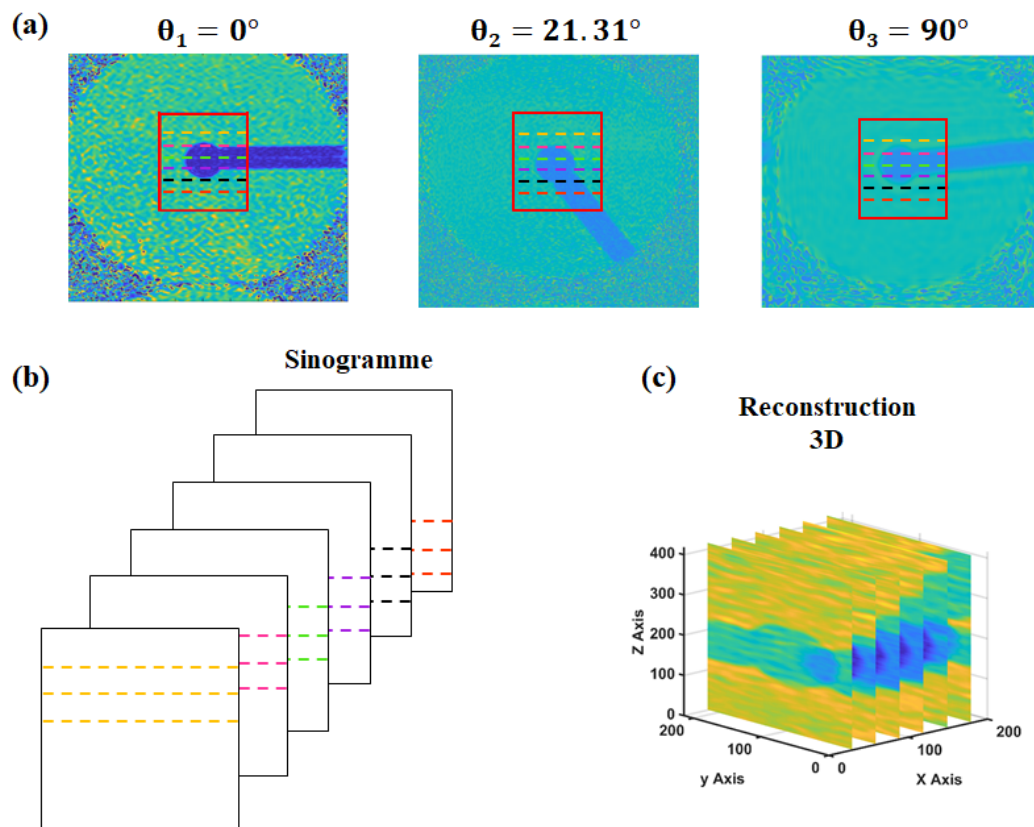 (a)
θ₁ = 0°
θ₂ = 21.31°
θ₃ = 90°
(b)
Sinogramme
(c)
Reconstruction
3D
400
300
200
100
0
Z Axis
200
100
0
y Axis
0
100
200
X Axis